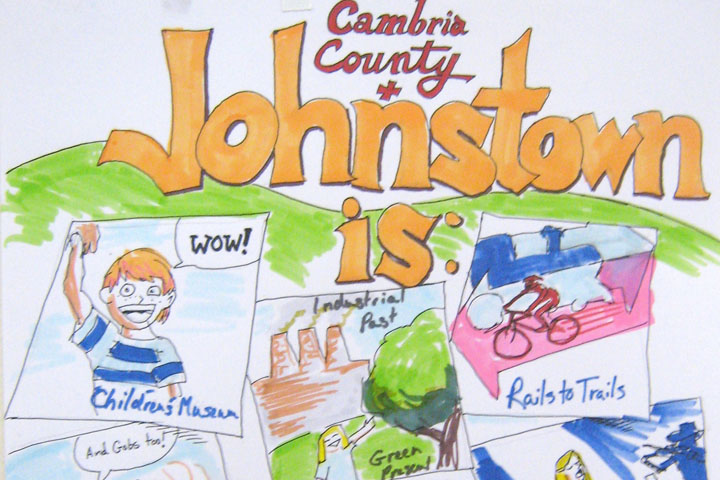 Cambria
County
+
Johnstown
is:
WOW!
Children's Museum
Industrial
Past
Green
Present
Rails to Trails
And Gobs too!